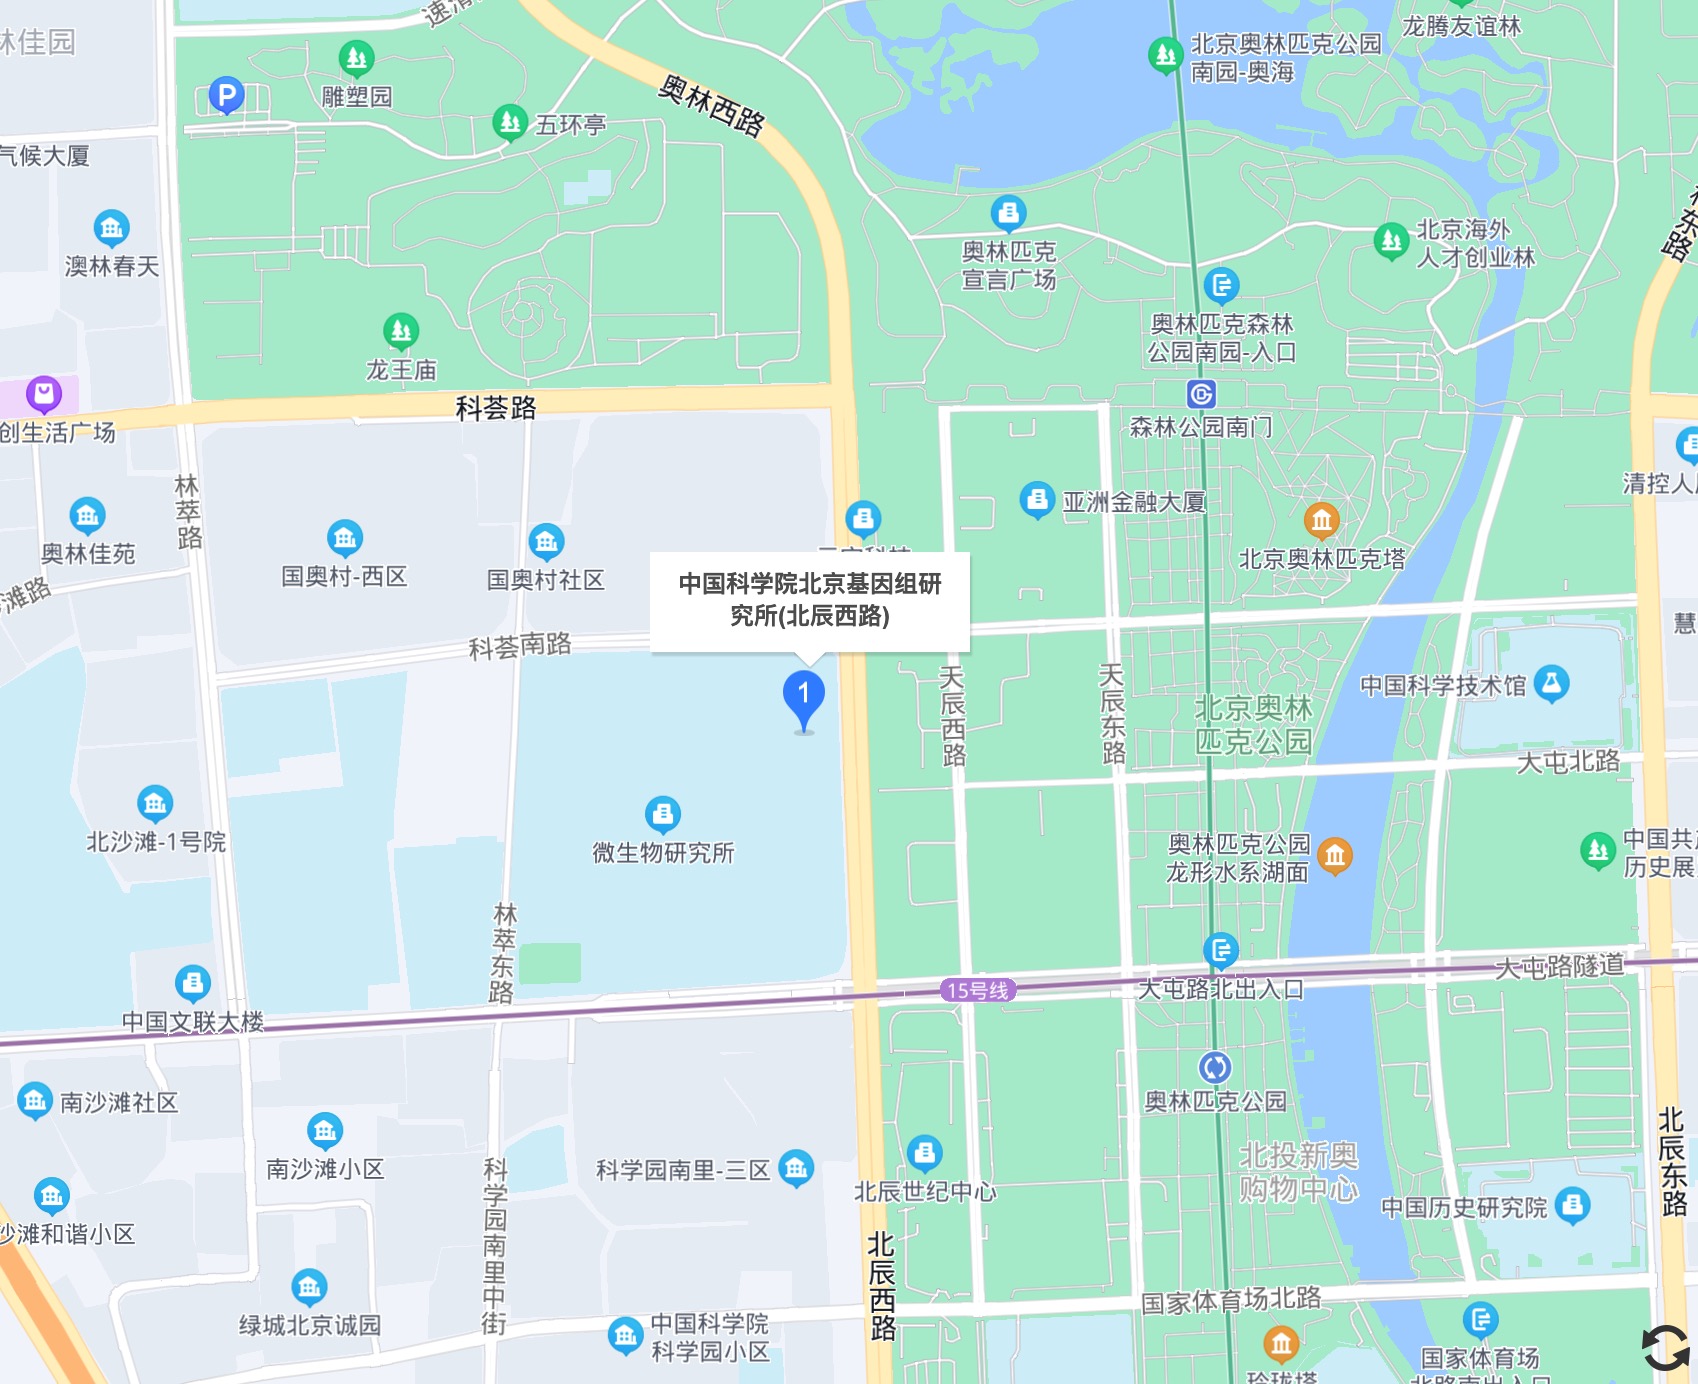 速清
林佳园
龙腾友谊林
北京奥林匹克公园
南园-奥海
雕塑园
奥林西路
五环亭
气候大厦
北京海外
人才创业林
东路
澳林春天
奥林匹克
宣言广场
奥林匹克森林
公园南园-入口
龙王庙
科荟路
森林公园南门
创生活广场
林萃路
清控人
亚洲金融大厦
奥林佳苑
国奥村-西区
国奥村社区
北京奥林匹克塔
中国科学院北京基因组研
究所(北辰西路)
滩路
慧
科荟南路
1
天辰西路
天辰东路
中国科学技术馆
北京奥林
匹克公园
大屯北路
北沙滩-1号院
微生物研究所
奥林匹克公园
龙形水系湖面
中国共
历史展
林萃东路
大屯路隧道
15号线
大屯路北出入口
中国文联大楼
南沙滩社区
奥林匹克公园
南沙滩小区
科学园南里-三区
北投新奥
购物中心
北辰世纪中心
中国历史研究院
北辰东路
沙滩和谐小区
科学园南里中街
北辰西路
绿城北京诚园
中国科学院
科学园小区
国家体育场北路
国家体育场
玲珑塔
P